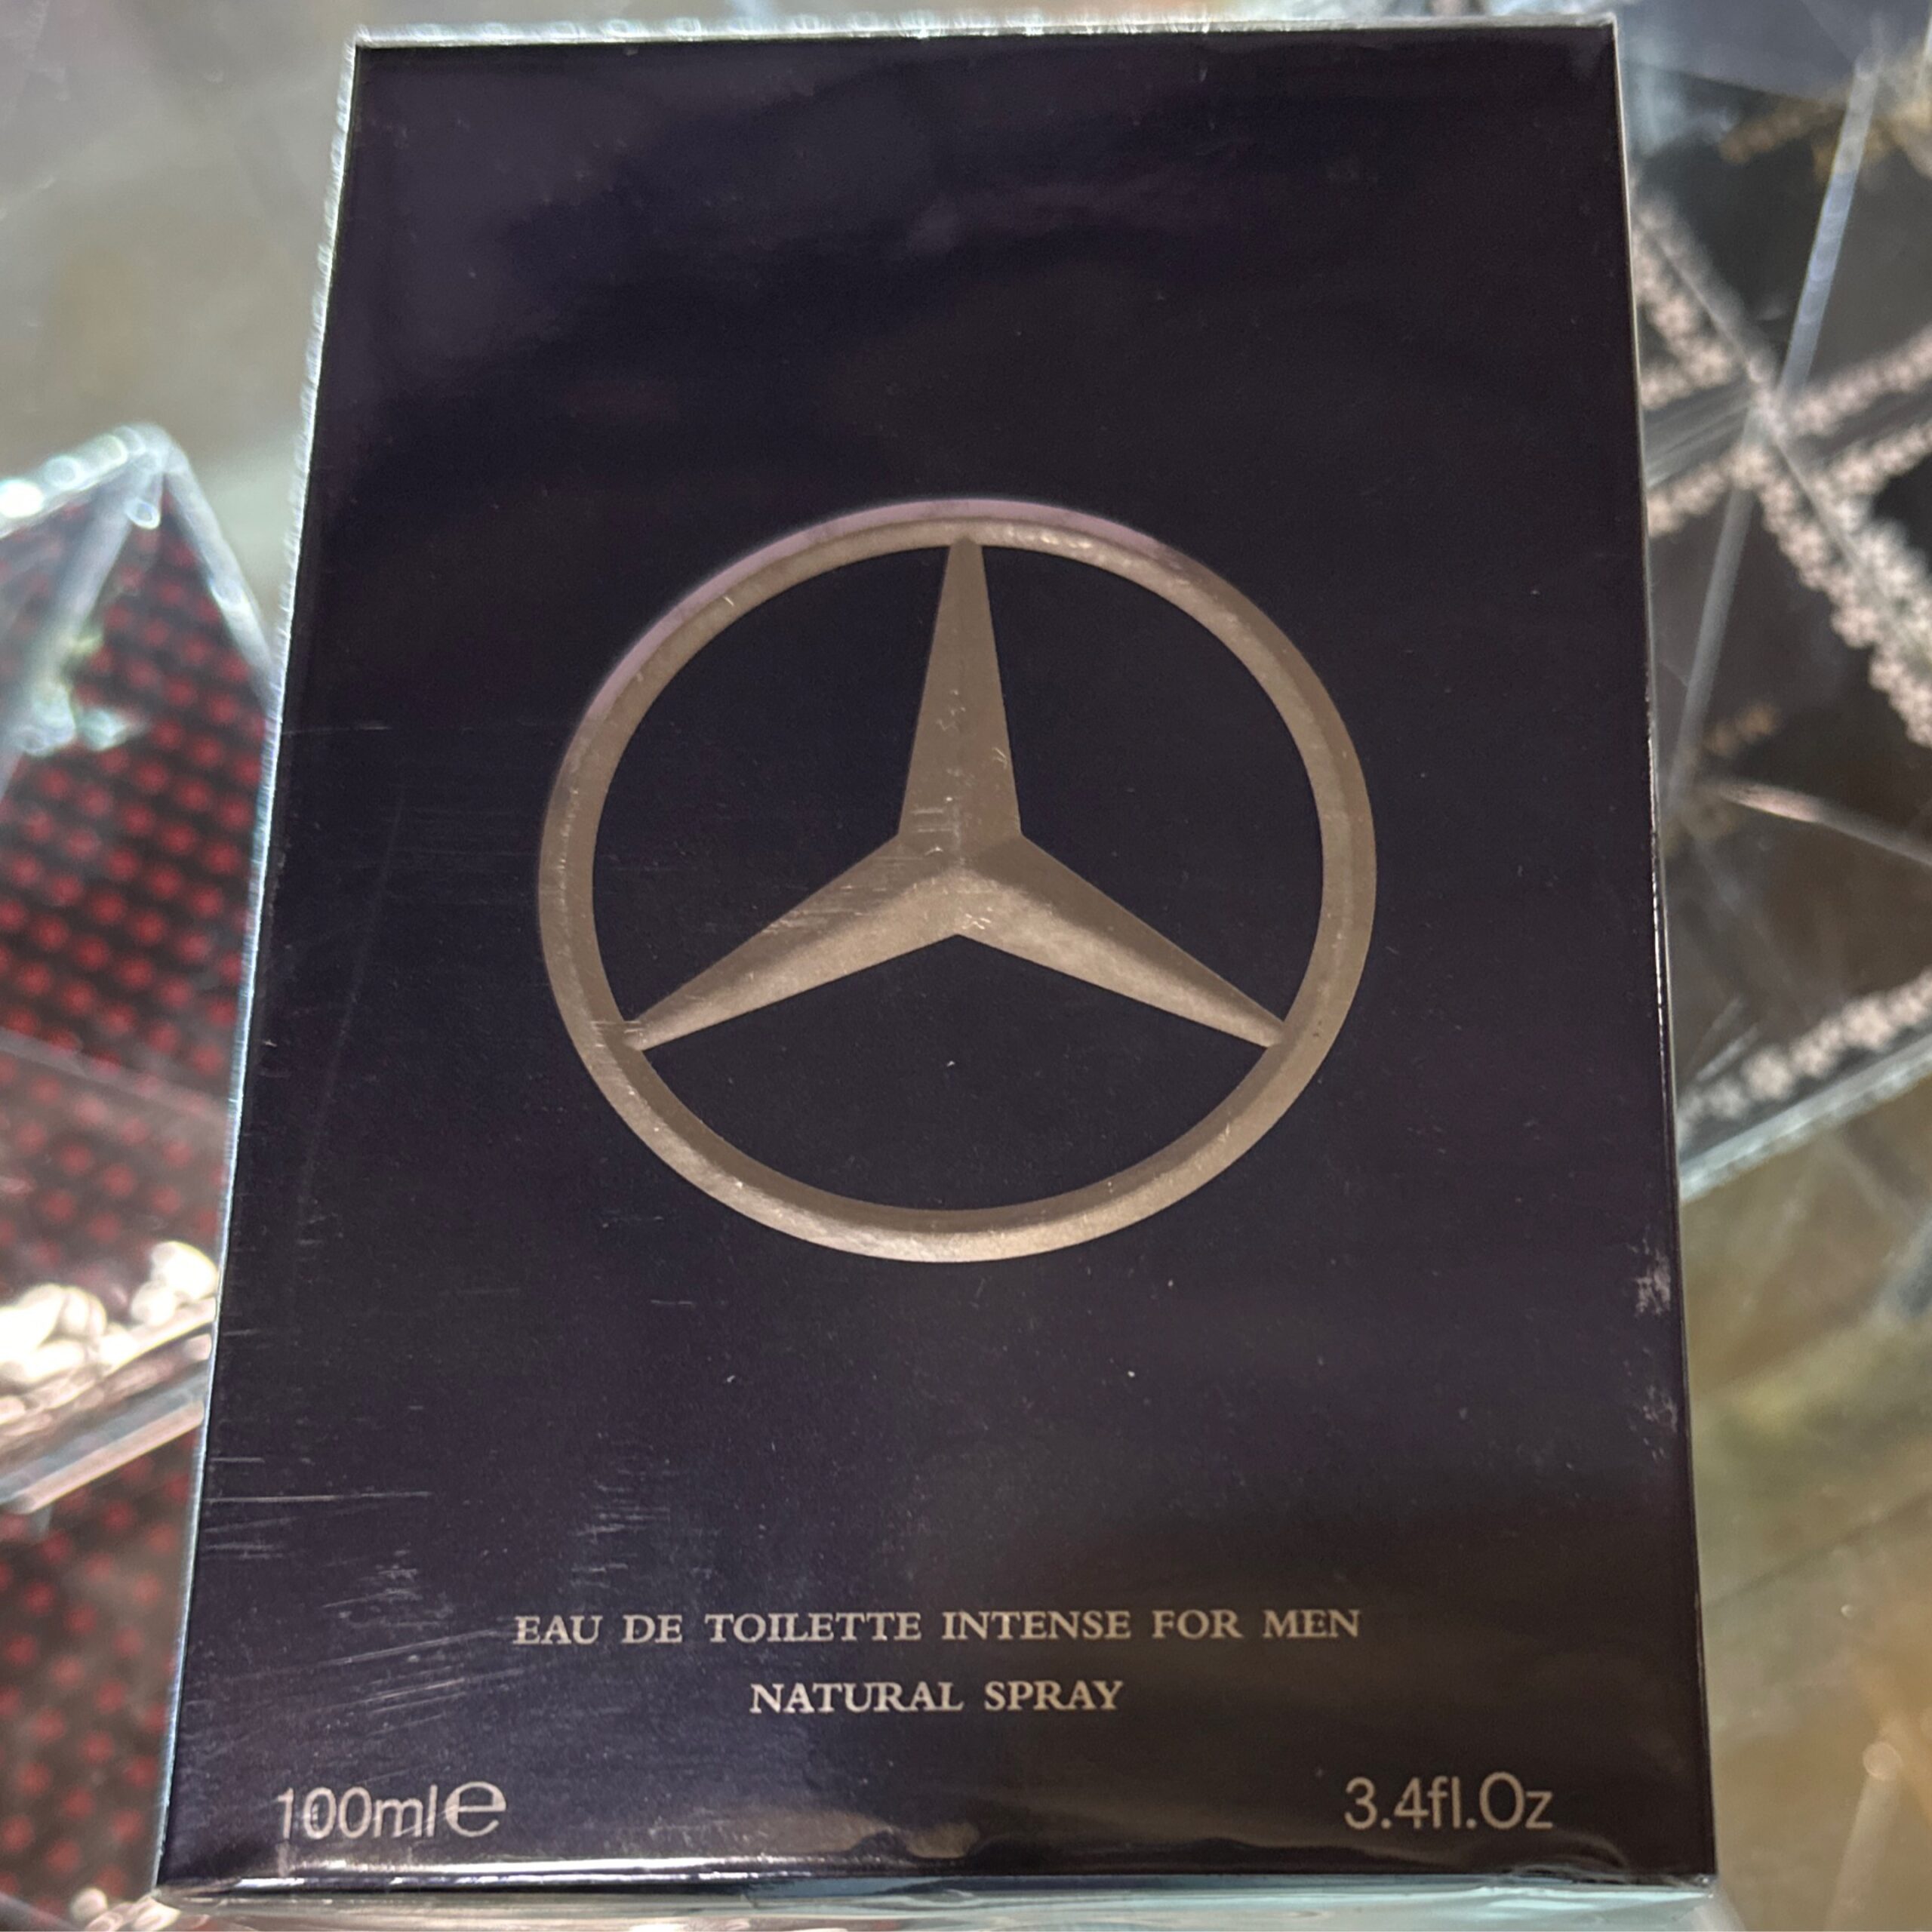 EAU DE TOILETTE INTENSE FOR MEN
NATURAL SPRAY
100ml℮ 3.4fl.Oz